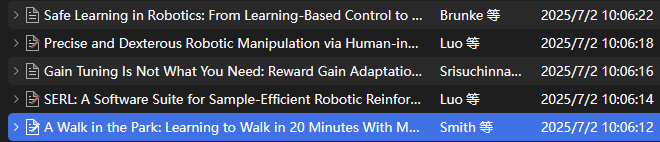 Safe Learning in Robotics: From Learning-Based Control to ... Brunke 等 2025/7/2 10:06:22
Precise and Dexterous Robotic Manipulation via Human-in... Luo 等 2025/7/2 10:06:18
Gain Tuning Is Not What You Need: Reward Gain Adaptatio... Srisuchinna... 2025/7/2 10:06:16
SERL: A Software Suite for Sample-Efficient Robotic Reinfor... Luo 等 2025/7/2 10:06:14
A Walk in the Park: Learning to Walk in 20 Minutes With M... Smith 等 2025/7/2 10:06:12